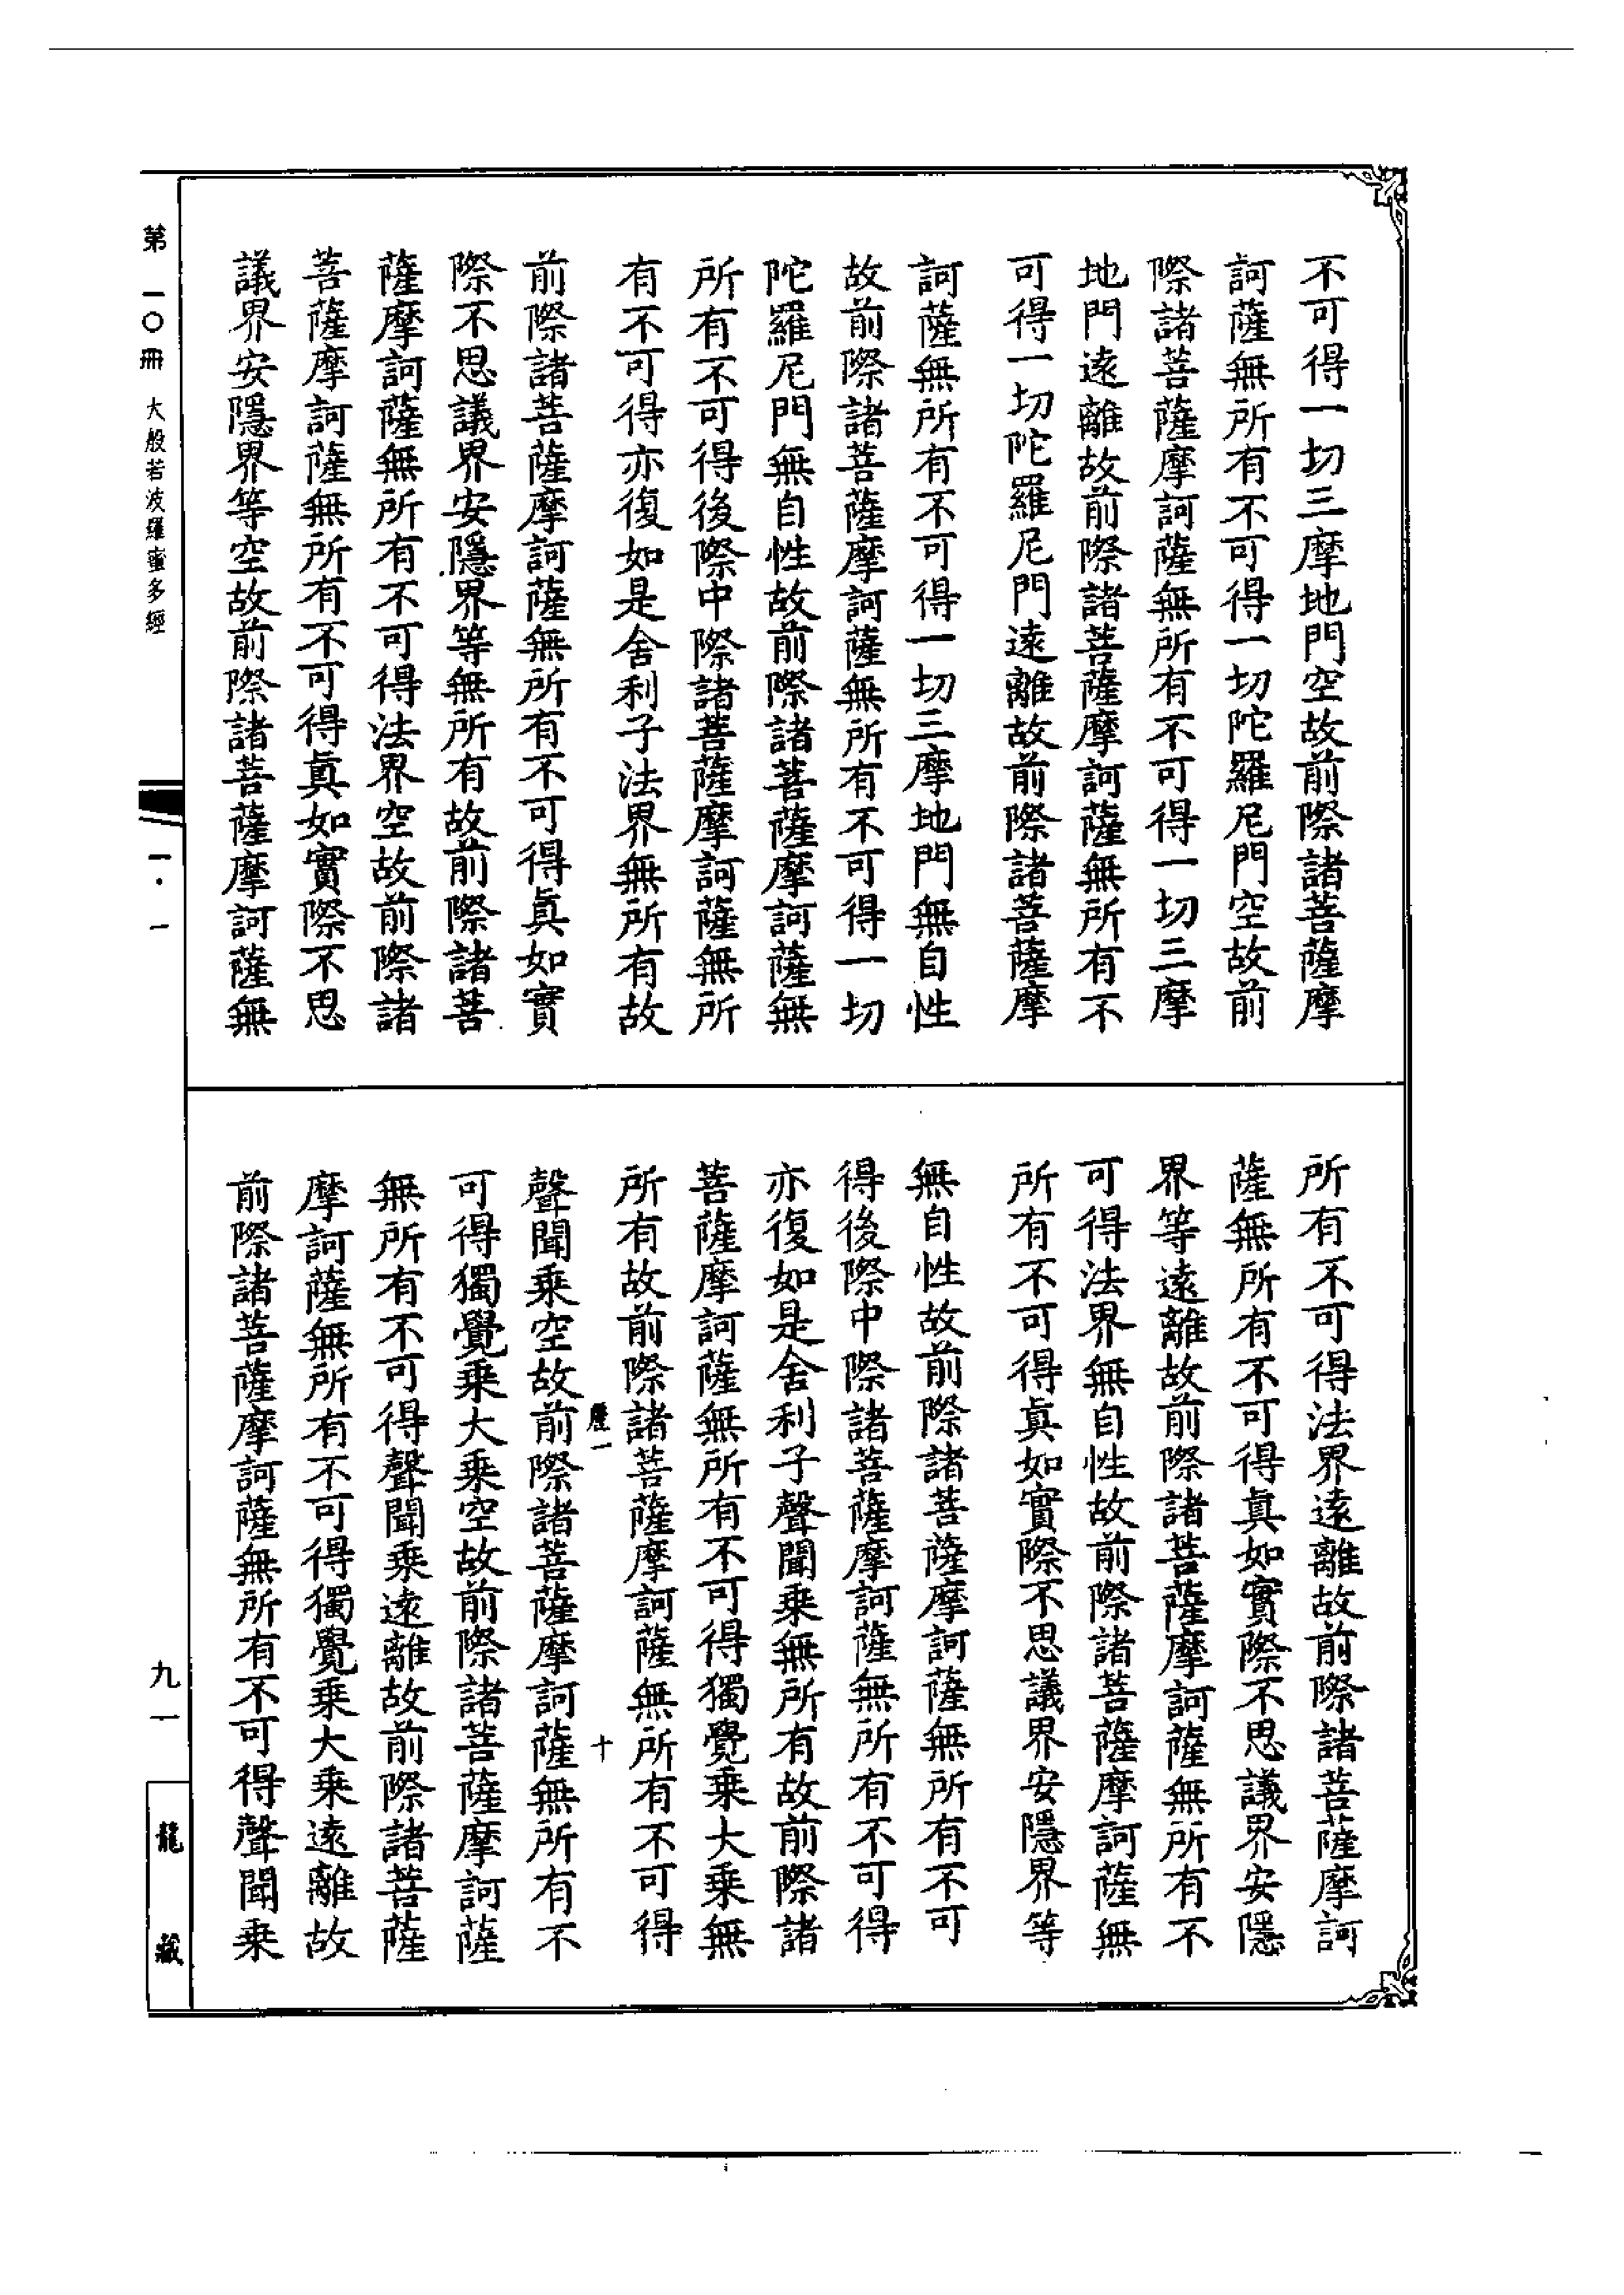 不可得一切三摩地門空故前際諸菩薩摩
訶薩無所有不可得一切陀羅尼門空故前
際諸菩薩摩訶薩無所有不可得一切三摩
地門遠離故前際諸菩薩摩訶薩無所有不
可得一切陀羅尼門遠離故前際諸菩薩摩
訶薩無所有不可得一切三摩地門無自性
故前際諸菩薩摩訶薩無所有不可得一切
陀羅尼門無自性故前際諸菩薩摩訶薩無
所有不可得後際中際諸菩薩摩訶薩無所
有不可得亦復如是舍利子法界無所有故
前際諸菩薩摩訶薩無所有不可得眞如實
際不思議界安隱界等無所有故前際諸菩
薩摩訶薩無所有不可得法界空故前際諸
菩薩摩訶薩無所有不可得眞如實際不思
議界安隱界等空故前際諸菩薩摩訶薩無
所有不可得法界遠離故前際諸菩薩摩訶
薩無所有不可得眞如實際不思議界安隱
界等遠離故前際諸菩薩摩訶薩無所有不
可得法界無自性故前際諸菩薩摩訶薩無
所有不可得眞如實際不思議界安隱界等
無自性故前際諸菩薩摩訶薩無所有不可
得後際中際諸菩薩摩訶薩無所有不可得
亦復如是舍利子聲聞乘無所有故前際諸
菩薩摩訶薩無所有不可得獨覺乘大乘無
所有故前際諸菩薩摩訶薩無所有不可得
一 十
聲聞乘空故前際諸菩薩摩訶薩無所有不
可得獨覺乘大乘空故前際諸菩薩摩訶薩
無所有不可得聲聞乘遠離故前際諸菩薩
摩訶薩無所有不可得獨覺乘大乘遠離故
前際諸菩薩摩訶薩無所有不可得聲聞乘
第一〇冊 大般若波羅蜜多經
一·一
九一
龍藏